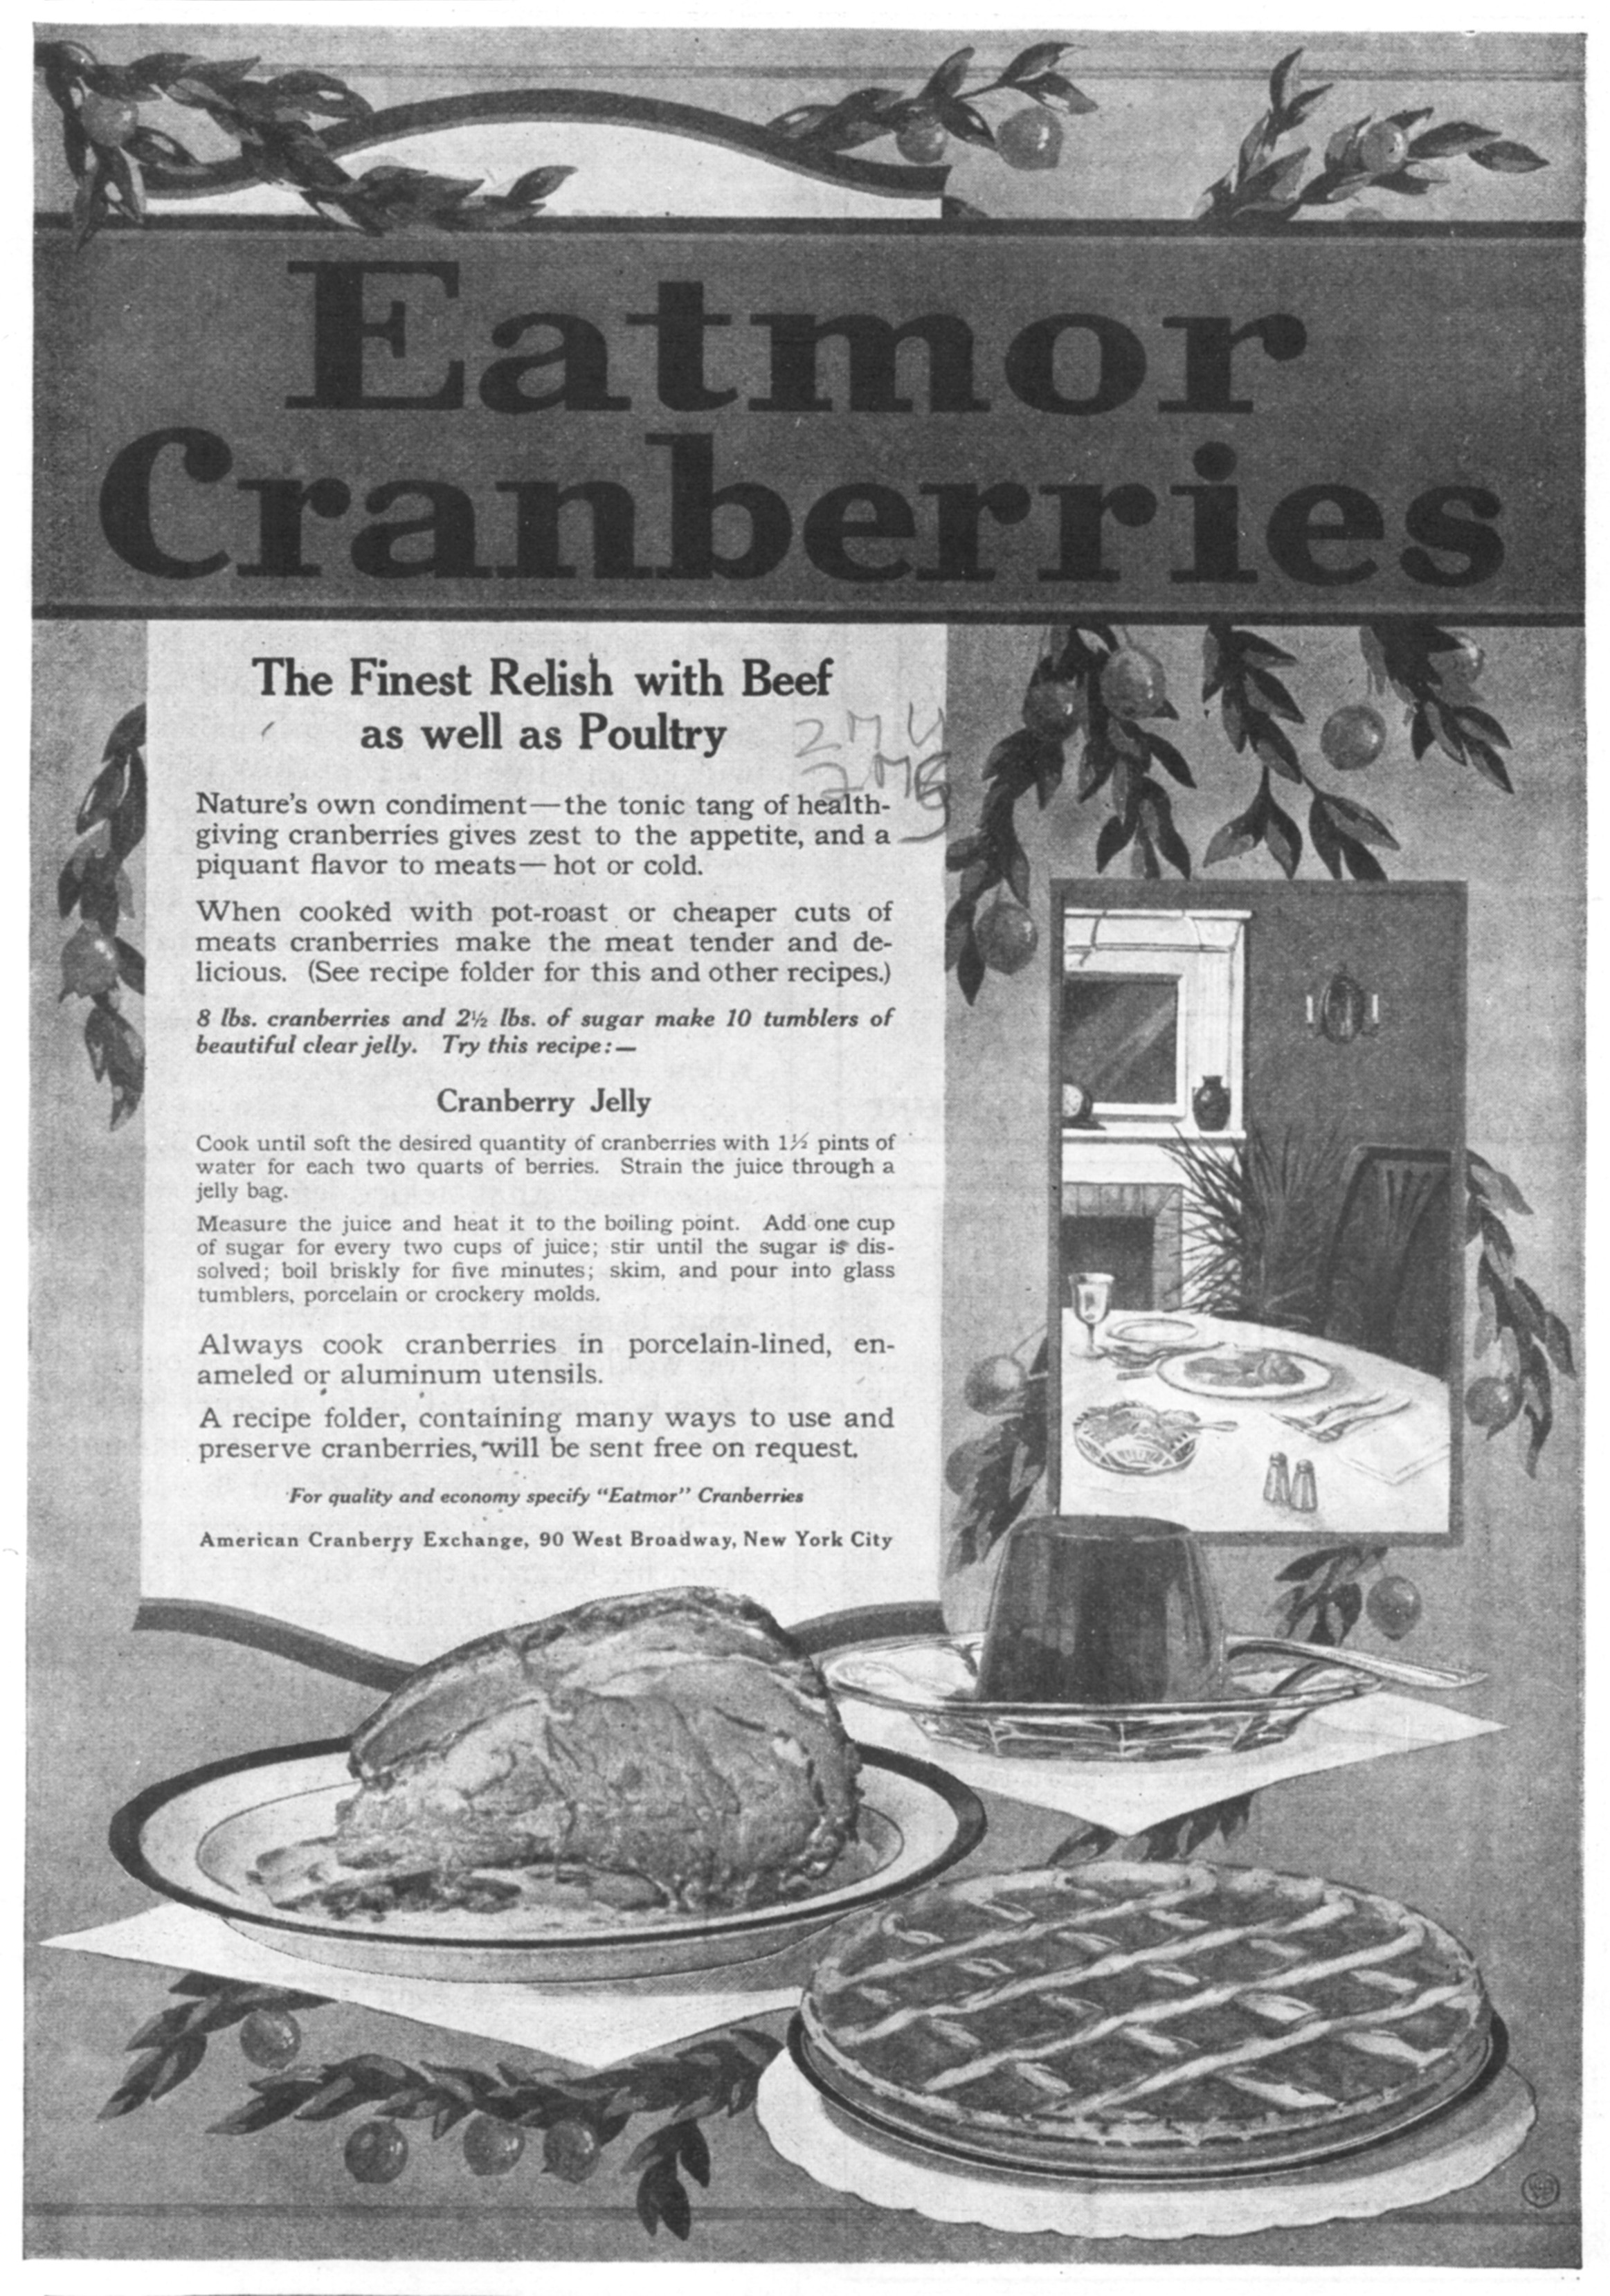 Eatmor
Cranberries
The Finest Relish with Beef
as well as Poultry
Nature's own condiment—the tonic tang of health-
giving cranberries gives zest to the appetite, and a
piquant flavor to meats—hot or cold.
When cooked with pot-roast or cheaper cuts of
meats cranberries make the meat tender and de-
licious. (See recipe folder for this and other recipes.)
8 lbs. cranberries and 2½ lbs. of sugar make 10 tumblers of
beautiful clear jelly. Try this recipe:—
Cranberry Jelly
Cook until soft the desired quantity of cranberries with 1½ pints of
water for each two quarts of berries. Strain the juice through a
jelly bag.
Measure the juice and heat it to the boiling point. Add one cup
of sugar for every two cups of juice; stir until the sugar is dis-
solved; boil briskly for five minutes; skim, and pour into glass
tumblers, porcelain or crockery molds.
Always cook cranberries in porcelain-lined, en-
ameled or aluminum utensils.
A recipe folder, containing many ways to use and
preserve cranberries, will be sent free on request.
For quality and economy specify "Eatmor" Cranberries
American Cranberry Exchange, 90 West Broadway, New York City